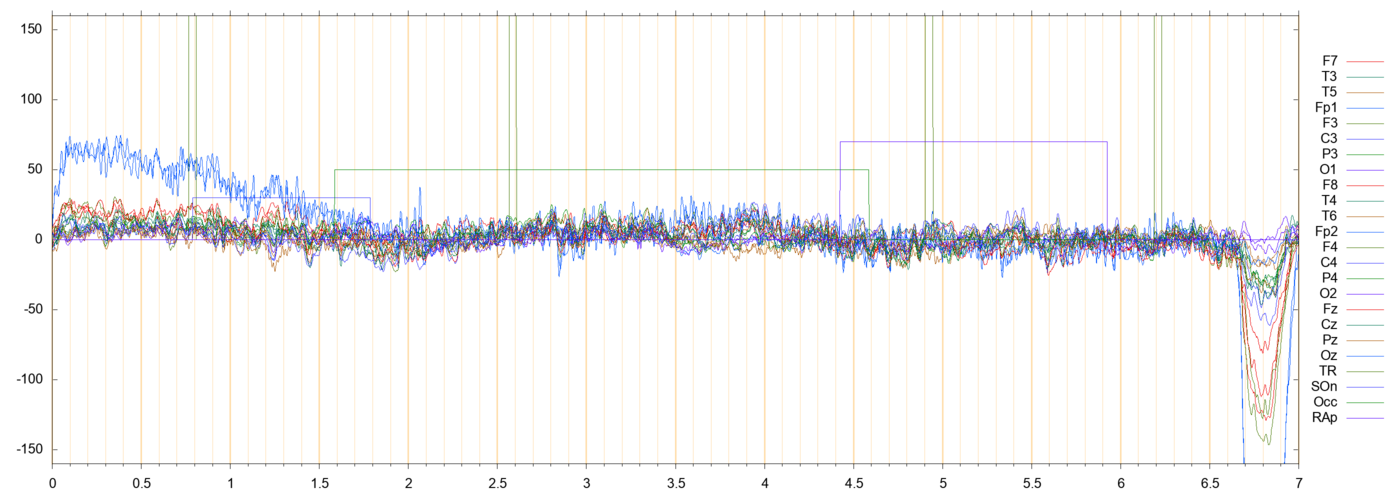 150
100
50
0
-50
-100
-150
0 0.5 1 1.5 2 2.5 3 3.5 4 4.5 5 5.5 6 6.5 7
F7
T3
T5
Fp1
F3
C3
P3
O1
F8
T4
T6
Fp2
F4
C4
P4
O2
Fz
Cz
Pz
Oz
TR
SOn
Occ
RAp